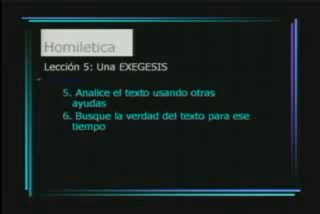 Homiletica
Lección 5: Una EXEGESIS
5. Analice el texto usando otras
ayudas
6. Busque la verdad del texto para ese
tiempo